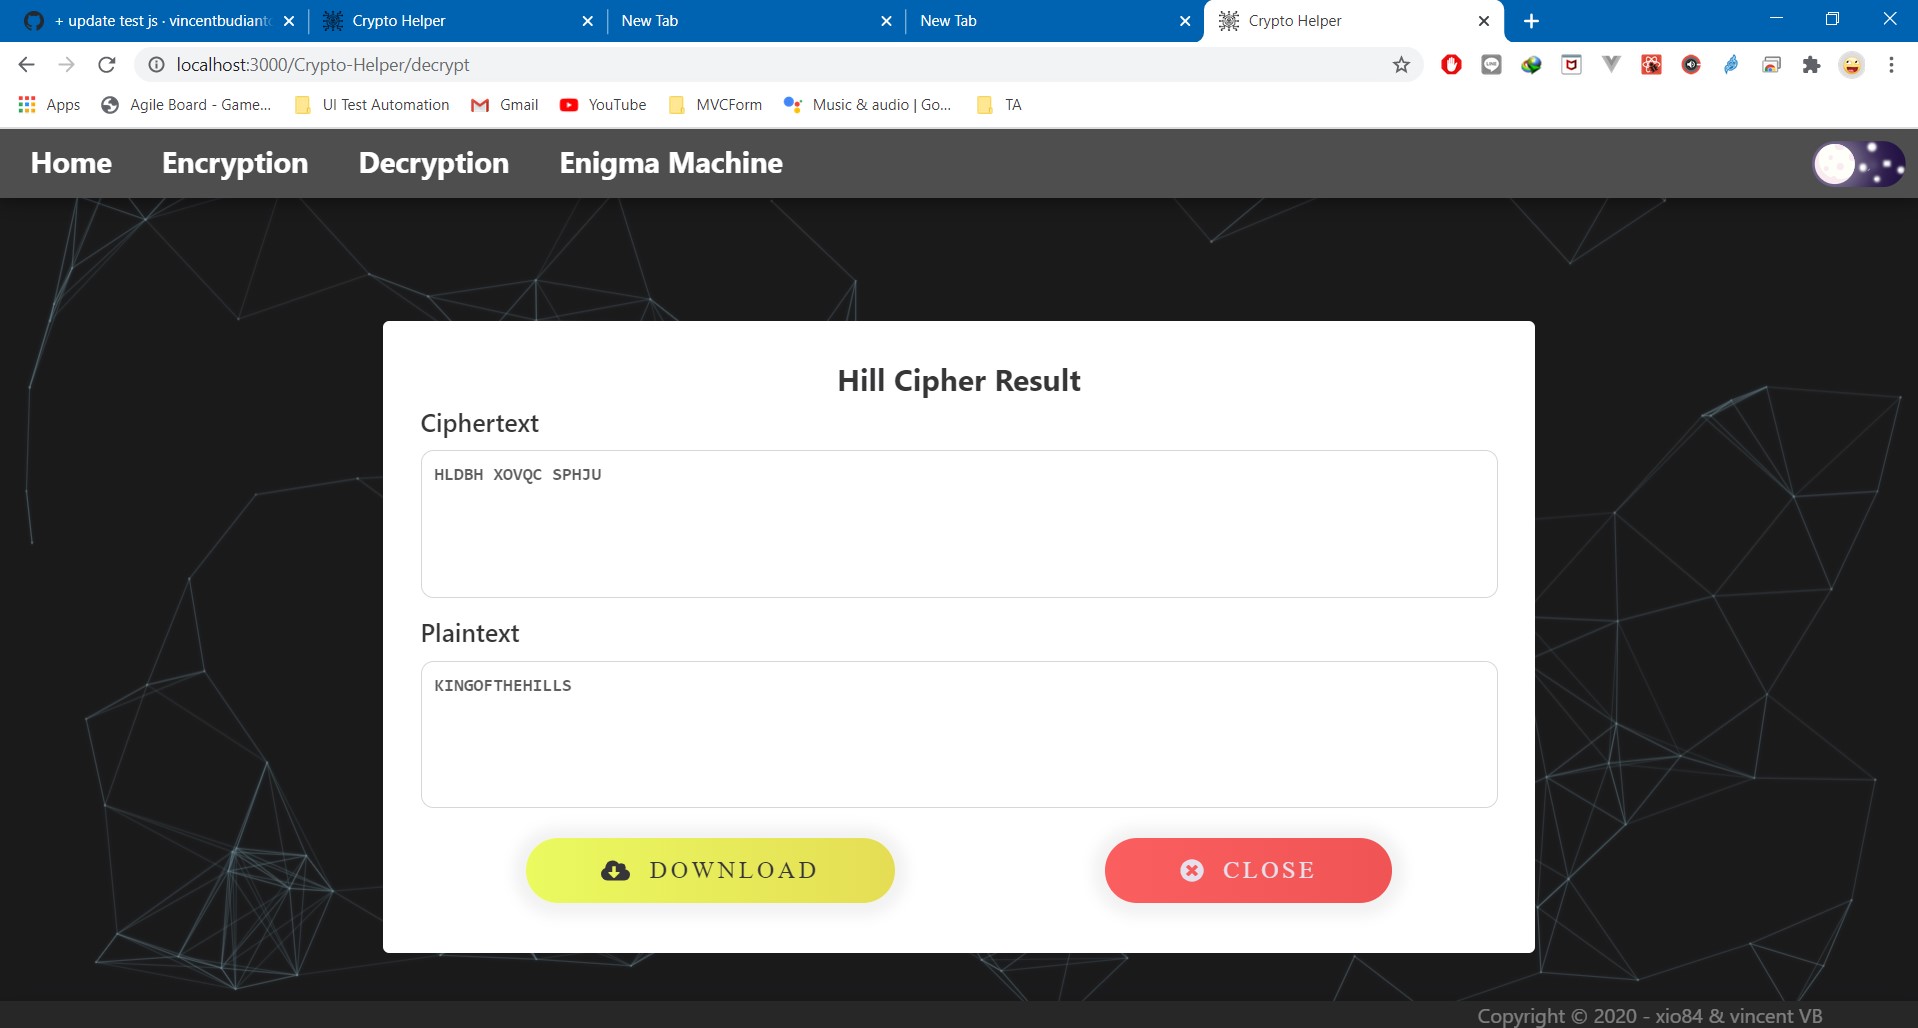 + update test js · vincentbudianto
Crypto Helper
New Tab
New Tab
Crypto Helper
localhost:3000/Crypto-Helper/decrypt
Apps
Agile Board - Game...
UI Test Automation
Gmail
YouTube
MVCForm
Music & audio | Go...
TA
Home
Encryption
Decryption
Enigma Machine
Hill Cipher Result
Ciphertext
HLDBH XOVQC SPHJU
Plaintext
KINGOFTHEHILLS
DOWNLOAD
CLOSE
Copyright © 2020 - xio84 & vincent VB